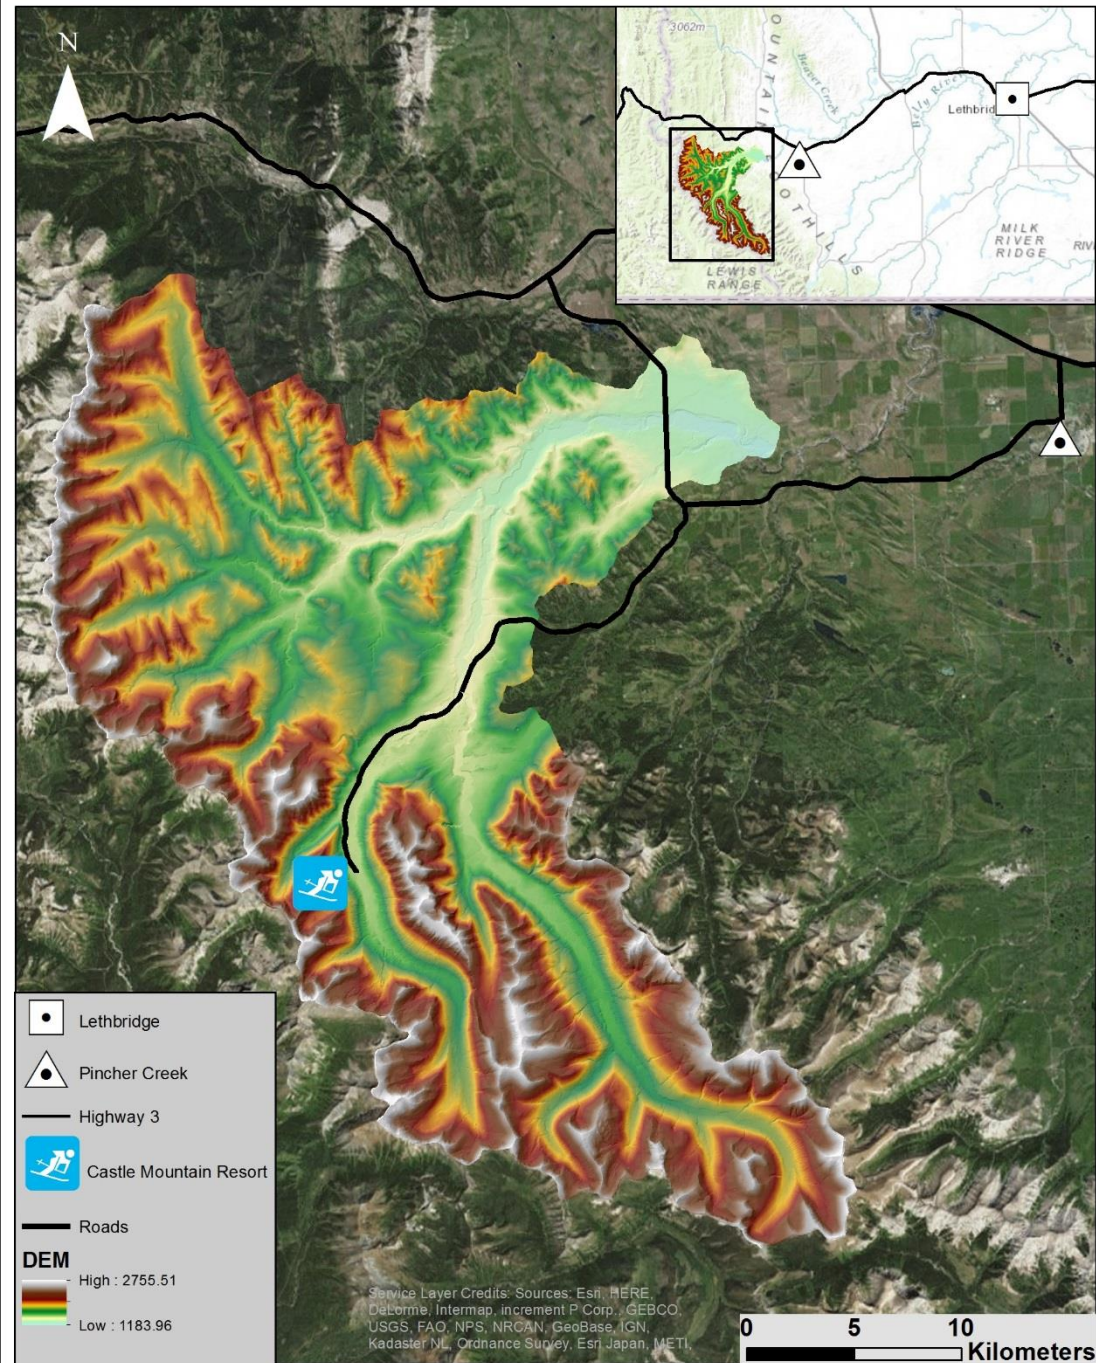 N
3062m
OUNTAIN
OOTHILLS
Beaver Creek
Belly River
Lethbrid
MILK
RIVER
RIDGE
RIV
LEWIS
RANGE
Lethbridge
Pincher Creek
Highway 3
Castle Mountain Resort
Roads
DEM
High : 2755.51
Low : 1183.96
Service Layer Credits: Sources: Esri, HERE,
DeLorme, Intermap, increment P Corp., GEBCO,
USGS, FAO, NPS, NRCAN, GeoBase, IGN,
Kadaster NL, Ordnance Survey, Esri Japan, METI,
0 5 10
Kilometers